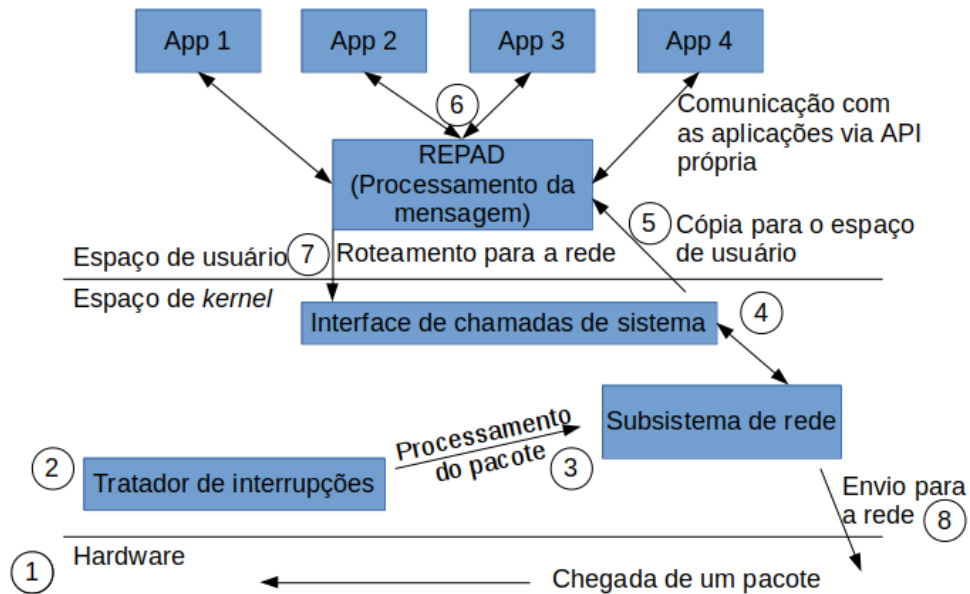 App 1
App 2
App 3
App 4
6
Comunicação com
as aplicações via API
própria
REPAD
(Processamento da
mensagem)
5
Cópia para o espaço
de usuário
7
Roteamento para a rede
Espaço de usuário
Espaço de kernel
Interface de chamadas de sistema
4
Subsistema de rede
Processamento
do pacote
3
2
Tratador de interrupções
Envio para
a rede
8
Hardware
1
Chegada de um pacote